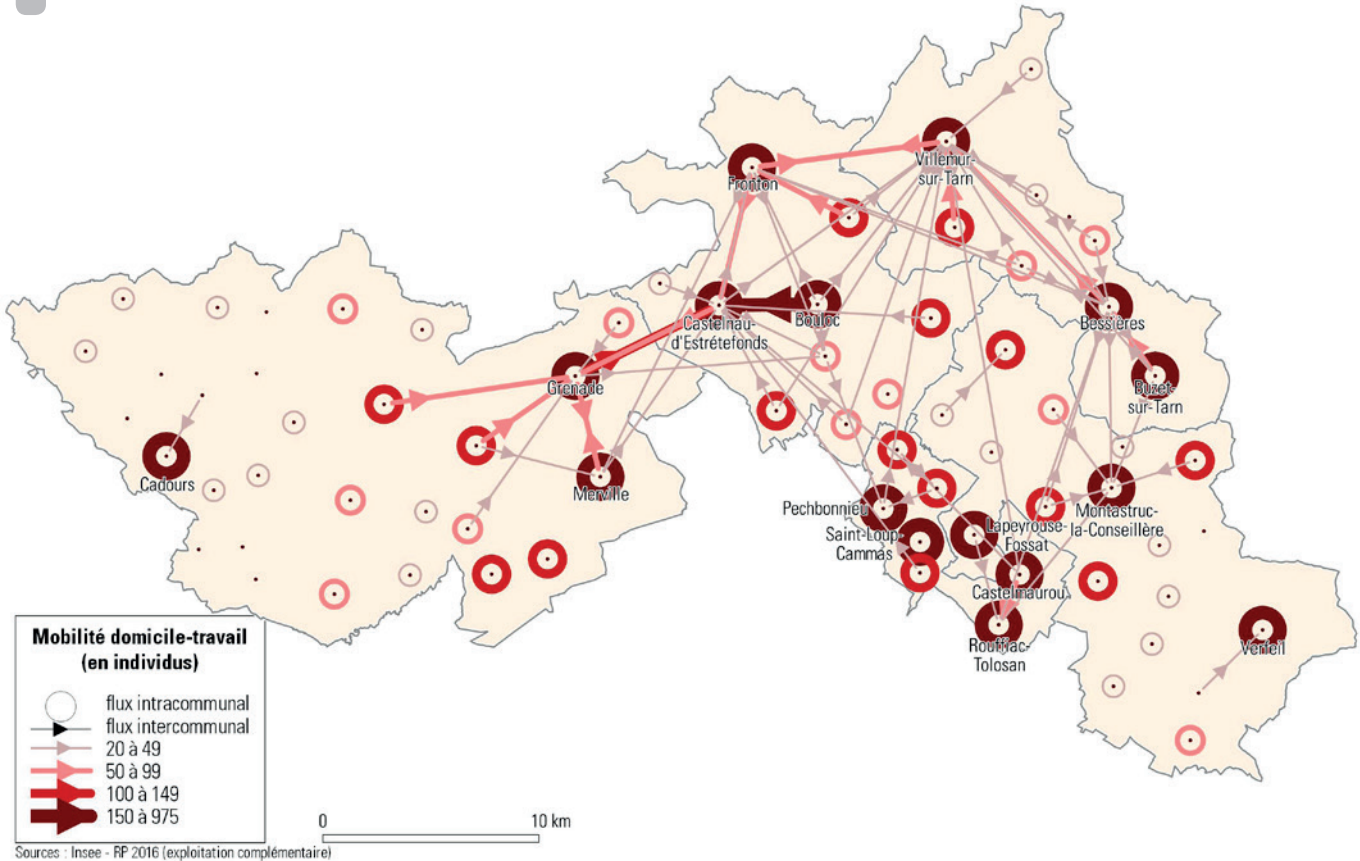 Villemur-
sur-Tarn
Fronton
Castelnau-
d'Estrétefonds
Bouloc
Bessières
Grenade
Buzet-
sur-Tarn
Cadours
Merville
Pechbonnieu
Saint-Loup-
Cammas
Lapeyrouse-
Fossat
Montastruc-
la-Conseillère
Castelmaurou
Rouffiac-
Tolosan
Verfeil
Mobilité domicile-travail
(en individus)
flux intracommunal
flux intercommunal
20 à 49
50 à 99
100 à 149
150 à 975
0
10 km
Sources : Insee - RP 2016 (exploitation complémentaire)